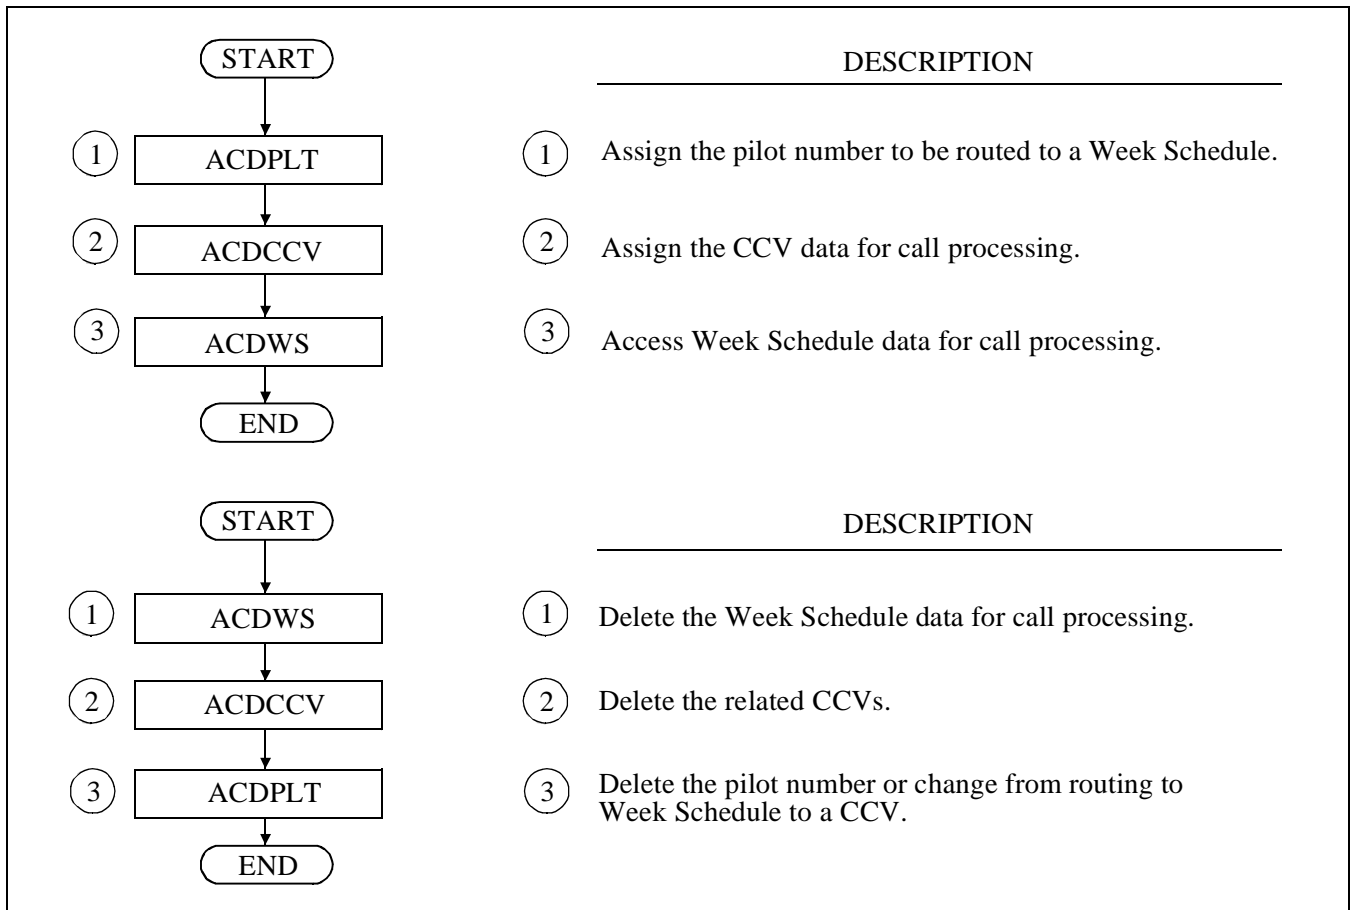 START
DESCRIPTION
1 ACDPLT
1 Assign the pilot number to be routed to a Week Schedule.
2 ACDCCV
2 Assign the CCV data for call processing.
3 ACDWS
3 Access Week Schedule data for call processing.
END
START
DESCRIPTION
1 ACDWS
1 Delete the Week Schedule data for call processing.
2 ACDCCV
2 Delete the related CCVs.
3 ACDPLT
3 Delete the pilot number or change from routing to
Week Schedule to a CCV.
END